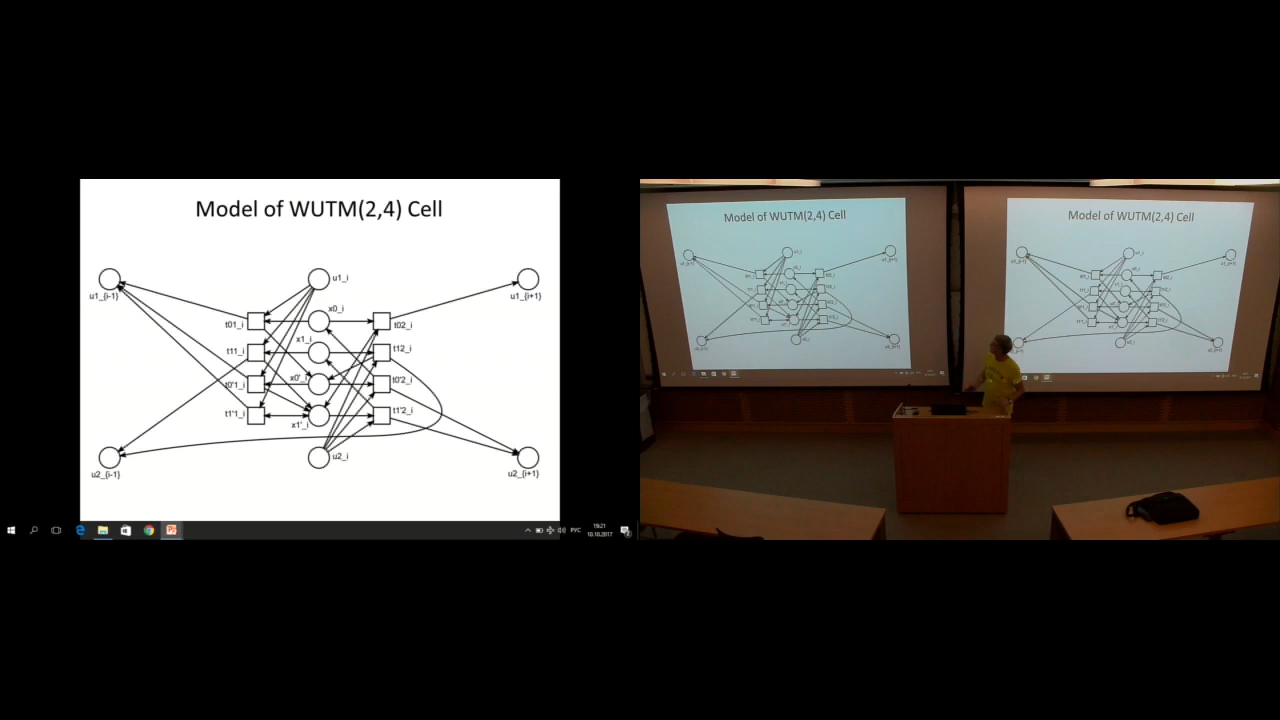 Model of WUTM(2,4) Cell
u1_{i-1}
u1_i
u1_{i+1}
x0_i
t01_i
t02_i
x1_i
t11_i
t12_i
x0'_i
t0'1_i
t0'2_i
t1'1_i
t1'2_i
x1'_i
u2_i
u2_{i-1}
u2_{i+1}
РУС
19:21
10.10.2017
Model of WUTM(2,4) Cell
Model of WUTM(2,4) Cell